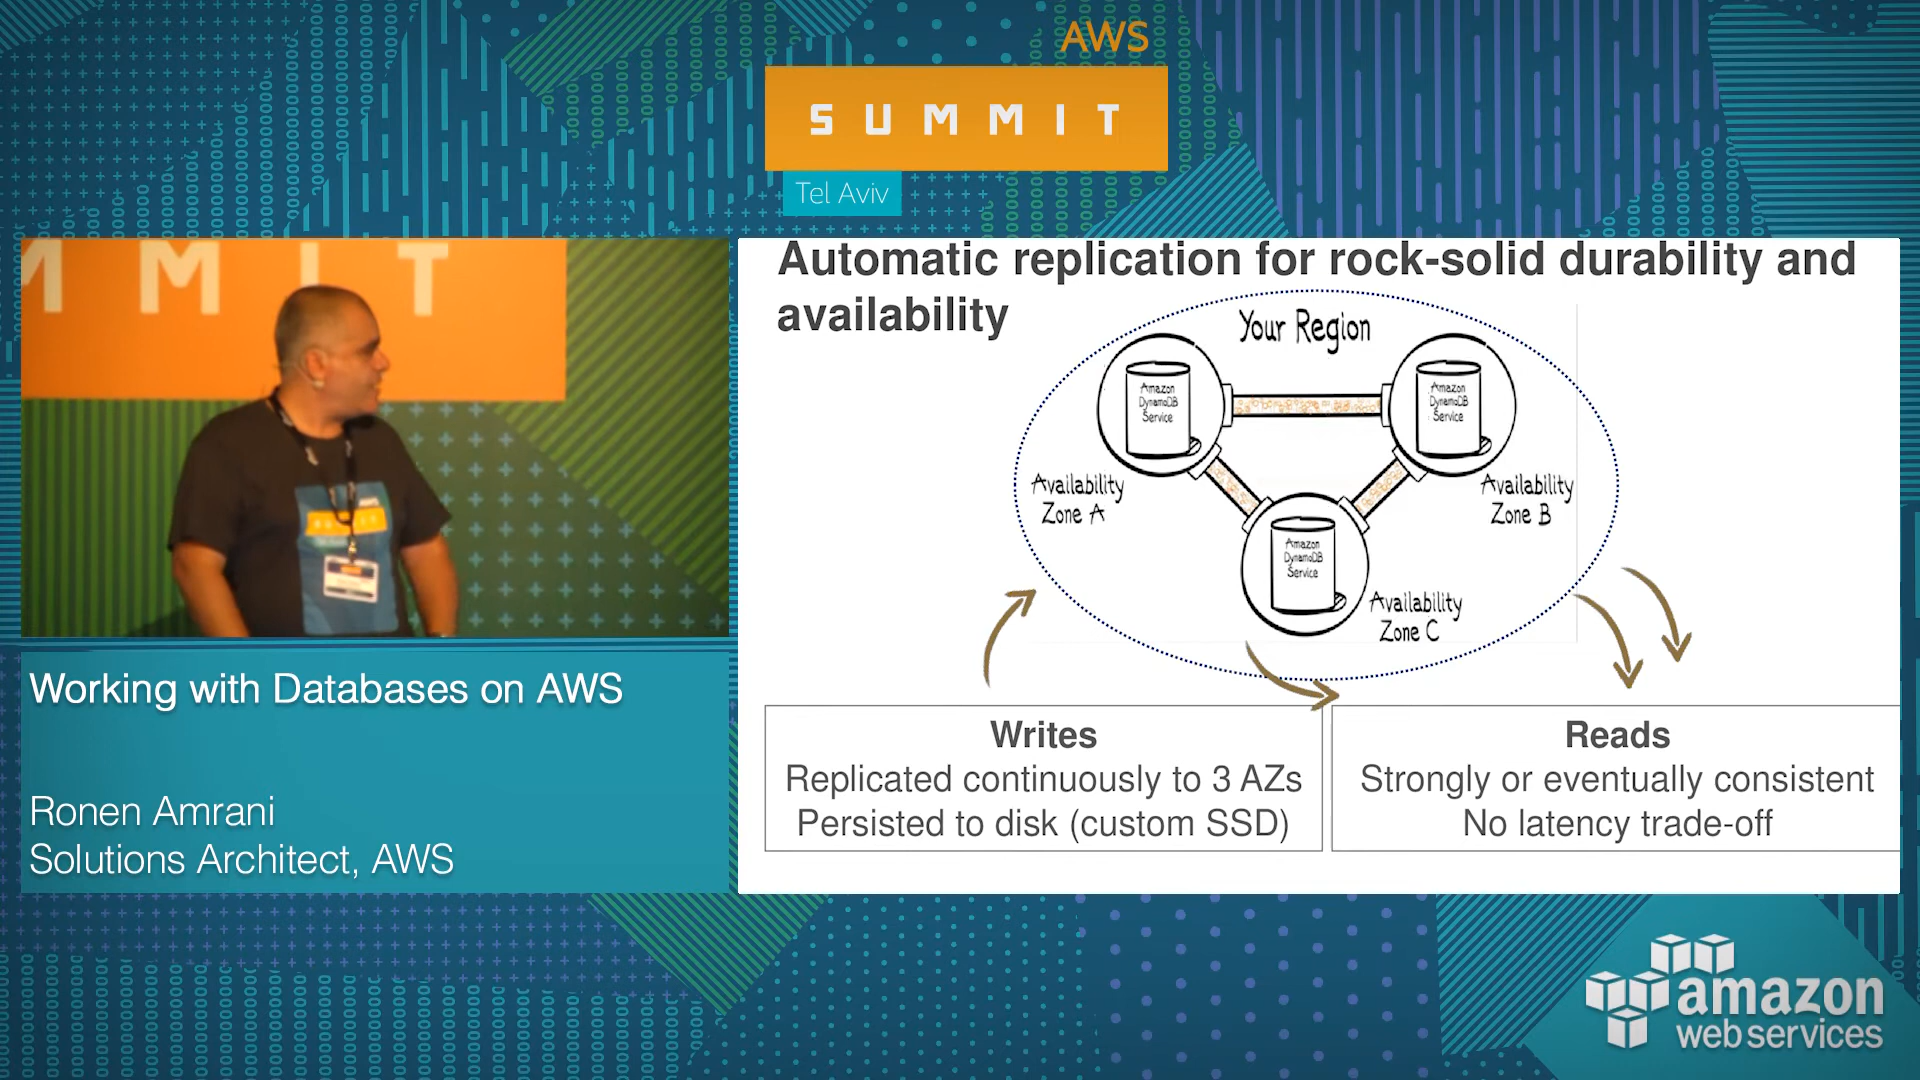 AWS
SUMMIT
Tel Aviv
M M I T
Working with Databases on AWS
Ronen Amrani
Solutions Architect, AWS
Automatic replication for rock-solid durability and
availability
Your Region
Amazon
DynamoDB
Service
Amazon
DynamoDB
Service
Availability
Zone A
Availability
Zone B
Amazon
DynamoDB
Service
Availability
Zone C
Writes
Replicated continuously to 3 AZs
Persisted to disk (custom SSD)
Reads
Strongly or eventually consistent
No latency trade-off
amazon
web services